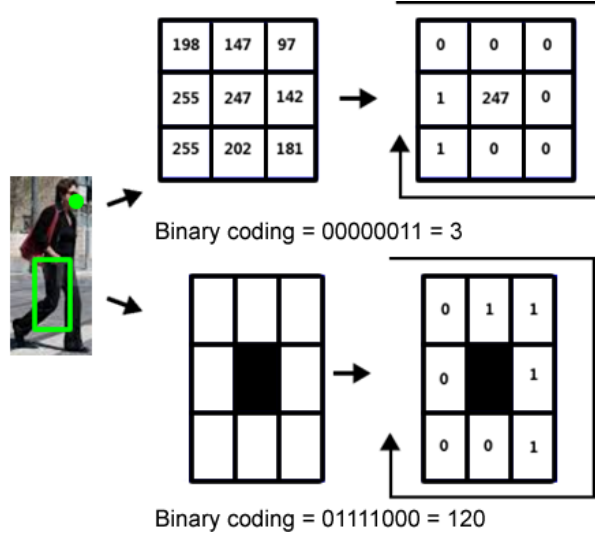 198 147 97 0 0 0
255 247 142 1 247 0
255 202 181 1 0 0
Binary coding = 00000011 = 3
0 1 1
0 1
0 0 1
Binary coding = 01111000 = 120